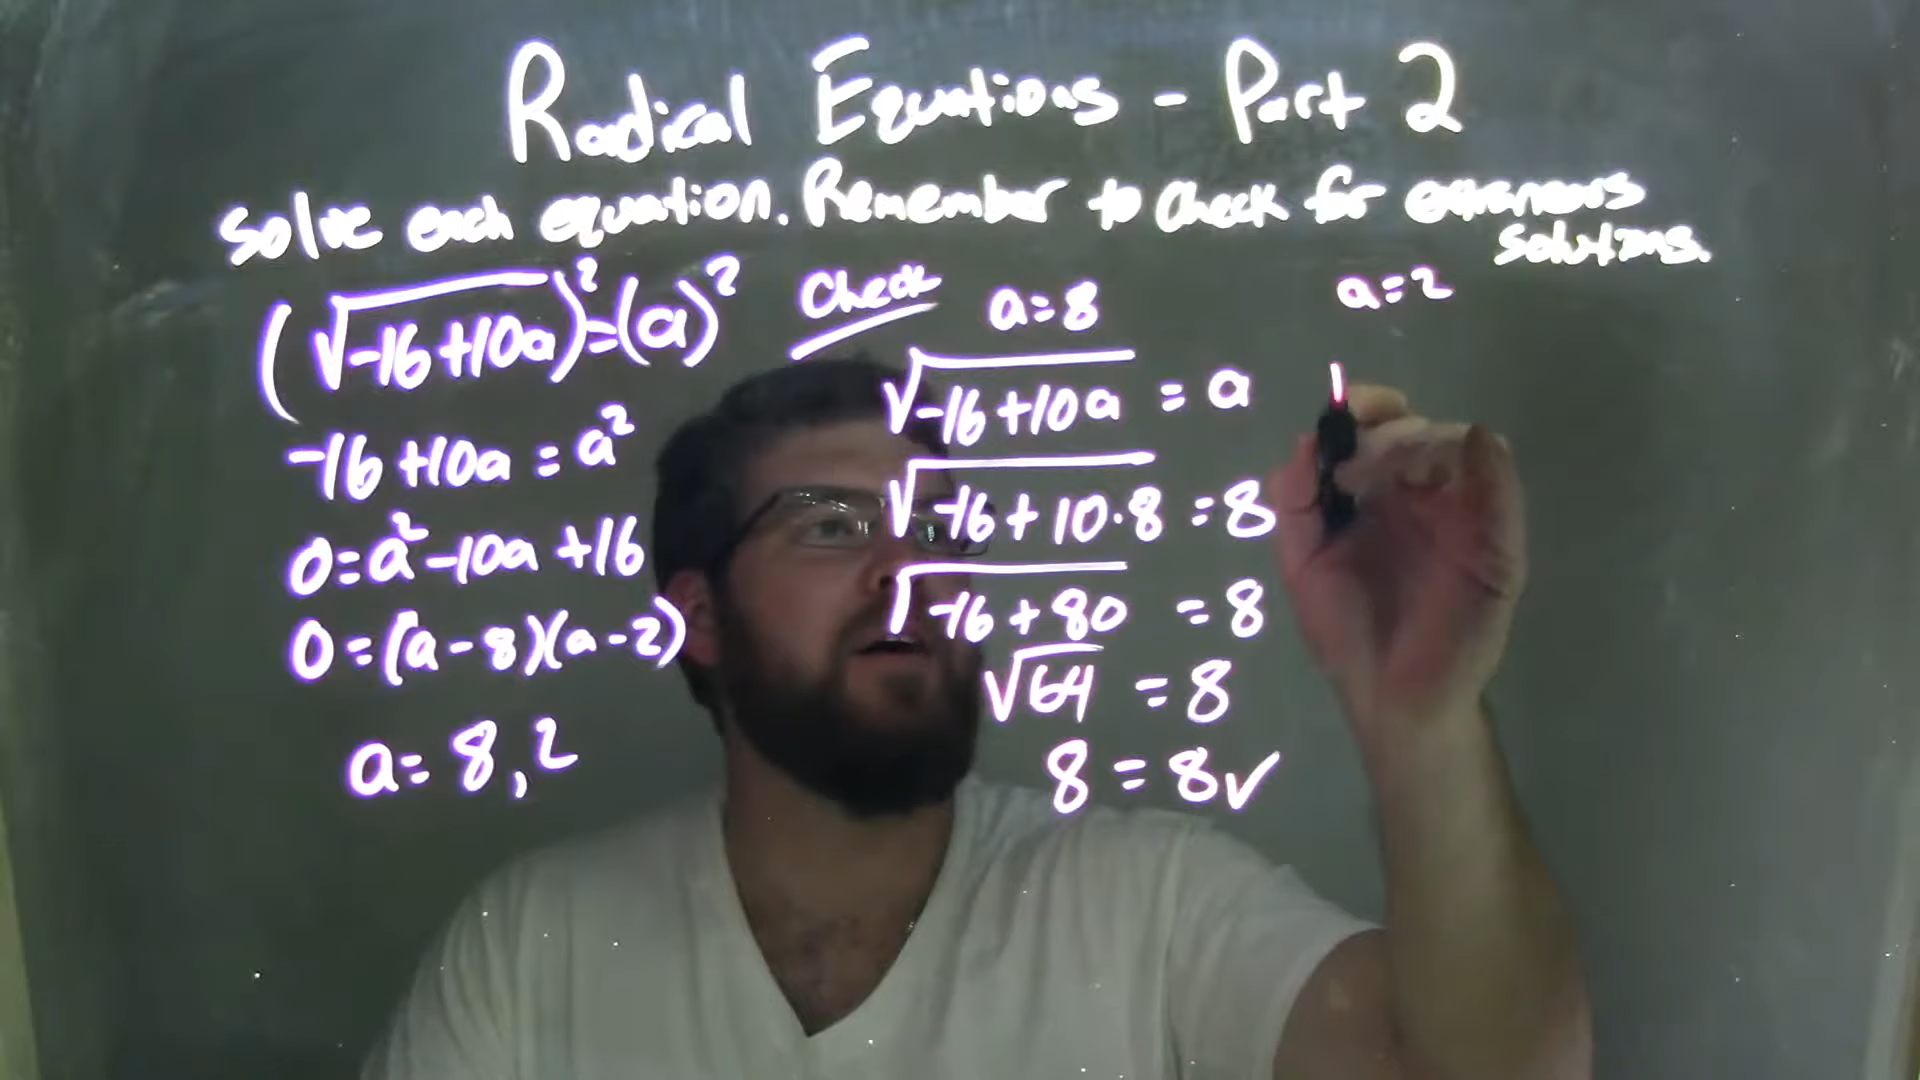 Radical Equations - Part 2
Solve each equation. Remember to check for extraneous
solutions.
(√-16+10a)²=(a)²
-16+10a=a²
0=a²-10a+16
0=(a-8)(a-2)
a=8,2
Check
a=8
√-16+10a = a
√-16+10·8 = 8
√-16+80 = 8
√64 = 8
8=8✓
a=2